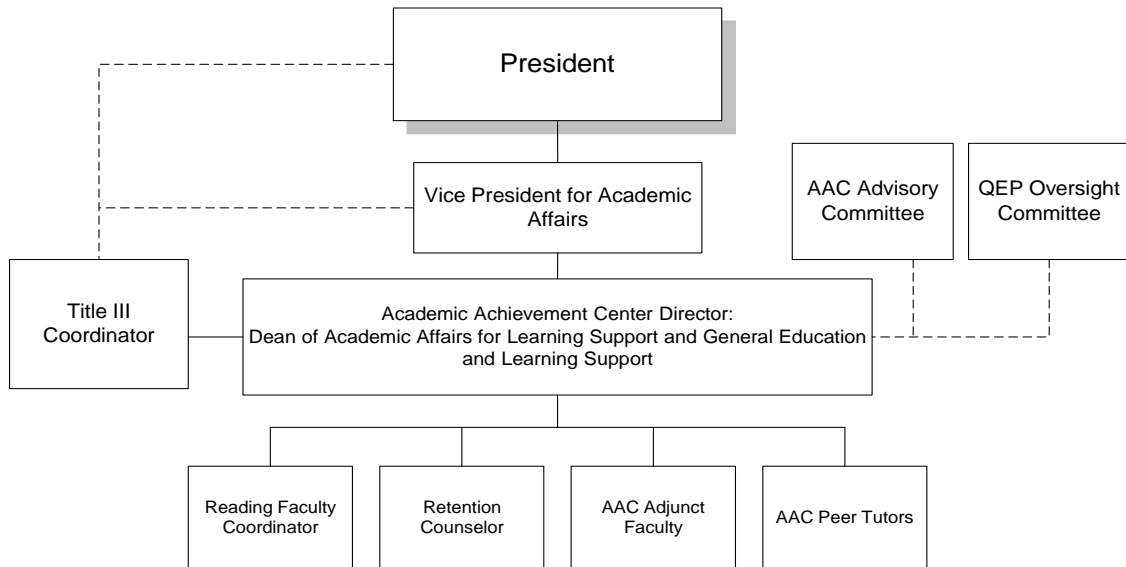 President
Vice President for Academic
Affairs
AAC Advisory
Committee
QEP Oversight
Committee
Title III
Coordinator
Academic Achievement Center Director:
Dean of Academic Affairs for Learning Support and General Education
and Learning Support
Reading Faculty
Coordinator
Retention
Counselor
AAC Adjunct
Faculty
AAC Peer Tutors